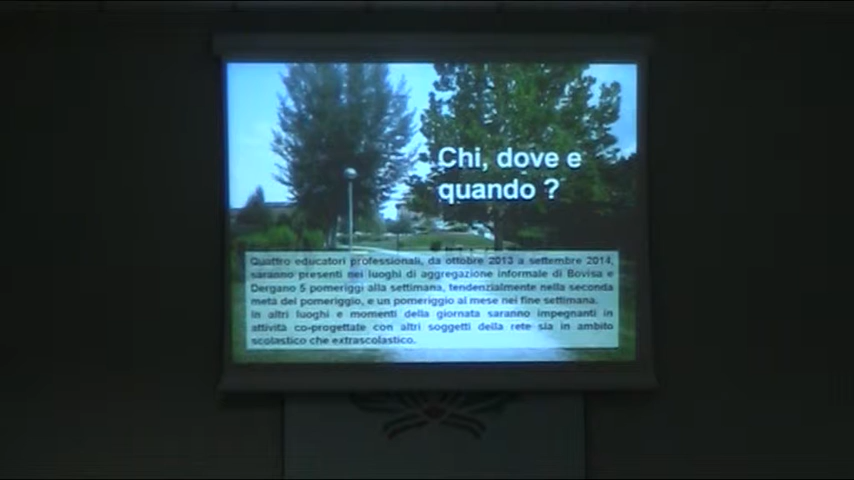 Chi, dove e
quando ?
Quattro educatori professionali, da ottobre 2013 a settembre 2014,
saranno presenti nei luoghi di aggregazione informale di Bovisa e
Dergano 5 pomeriggi alla settimana, tendenzialmente nella seconda
metà del pomeriggio, e un pomeriggio al mese nei fine settimana.
In altri luoghi e momenti della giornata saranno impegnanti in
attività co-progettate con altri soggetti della rete sia in ambito
scolastico che extrascolastico.